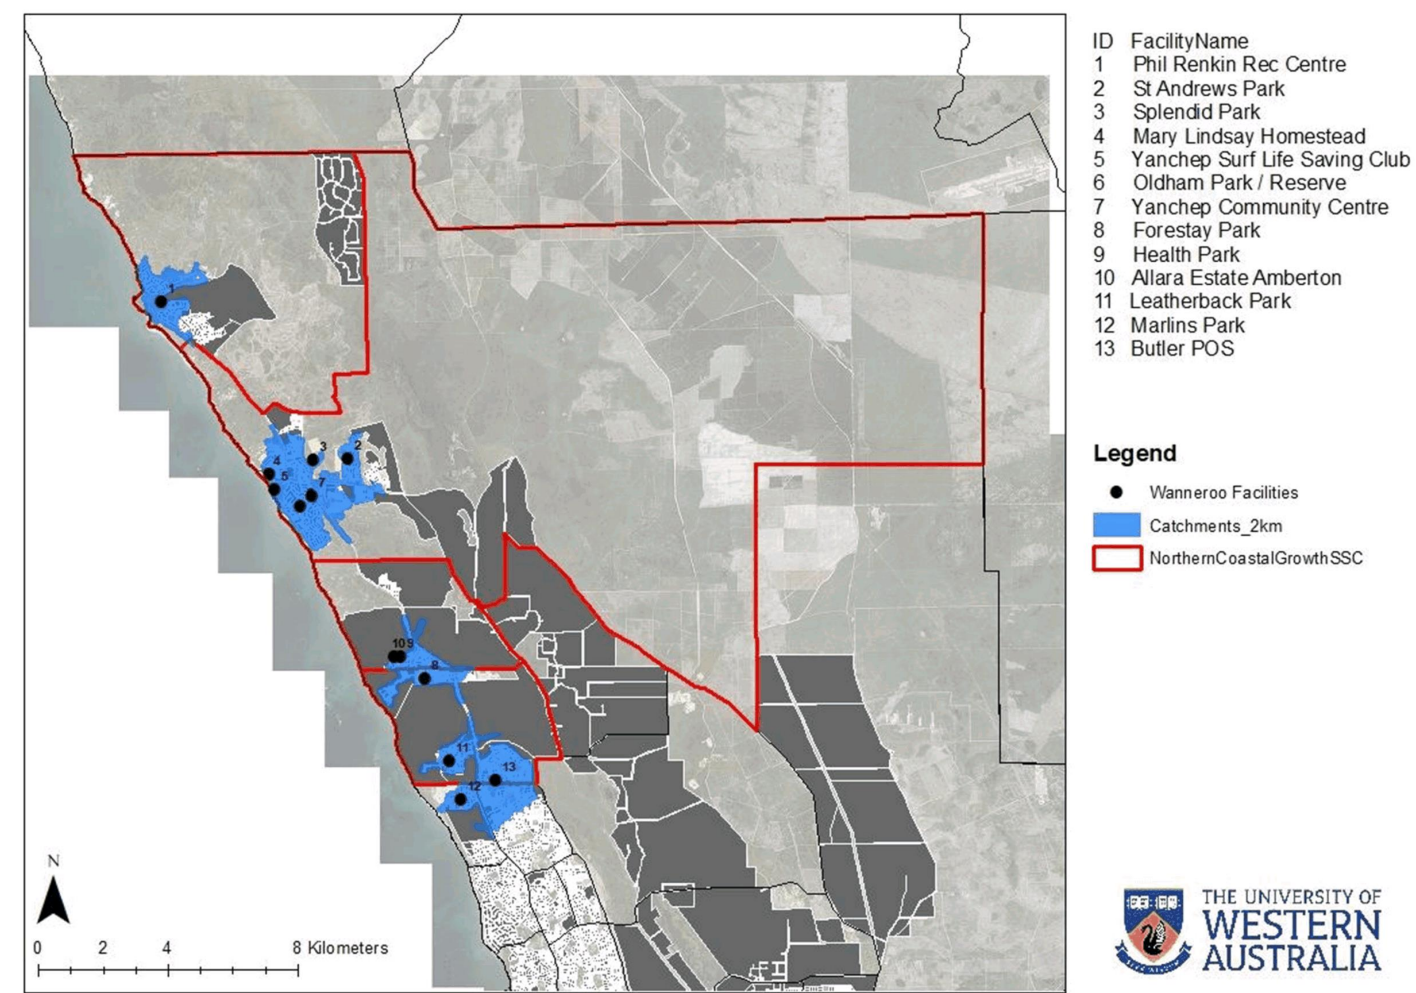 ID FacilityName
1 Phil Renkin Rec Centre
2 St Andrews Park
3 Splendid Park
4 Mary Lindsay Homestead
5 Yanchep Surf Life Saving Club
6 Oldham Park / Reserve
7 Yanchep Community Centre
8 Forestay Park
9 Health Park
10 Allara Estate Amberton
11 Leatherback Park
12 Marlins Park
13 Butler POS
Legend
Wanneroo Facilities
Catchments_2km
NorthernCoastalGrowthSSC
1
3
2
4
5
7
10 9
8
11
13
12
N
0 2 4 8 Kilometers
THE UNIVERSITY OF
WESTERN
AUSTRALIA